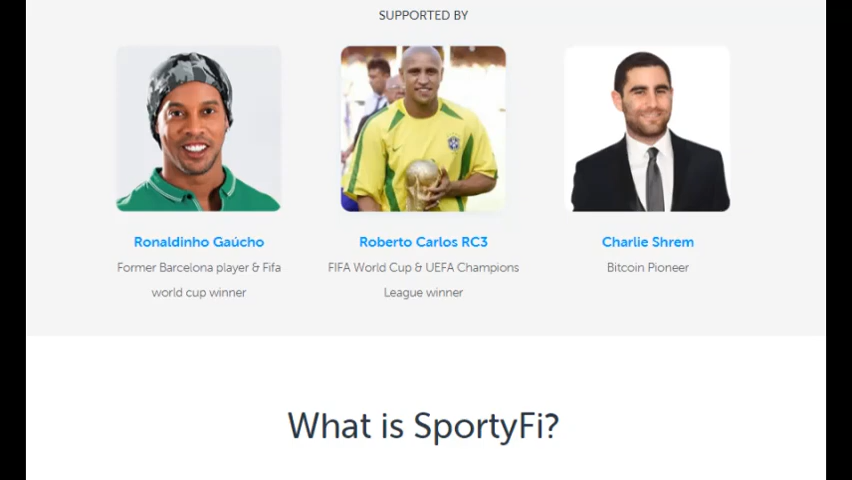 SUPPORTED BY
Ronaldinho Gaúcho
Roberto Carlos RC3
Charlie Shrem
Former Barcelona player & Fifa
world cup winner
FIFA World Cup & UEFA Champions
League winner
Bitcoin Pioneer
What is SportyFi?